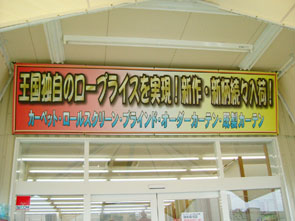 王国独自のロープライスを実現!新作・新柄続々入荷!
カーペット・ロールスクリーン・ブラインド・オーダーカーテン・既製カーテン